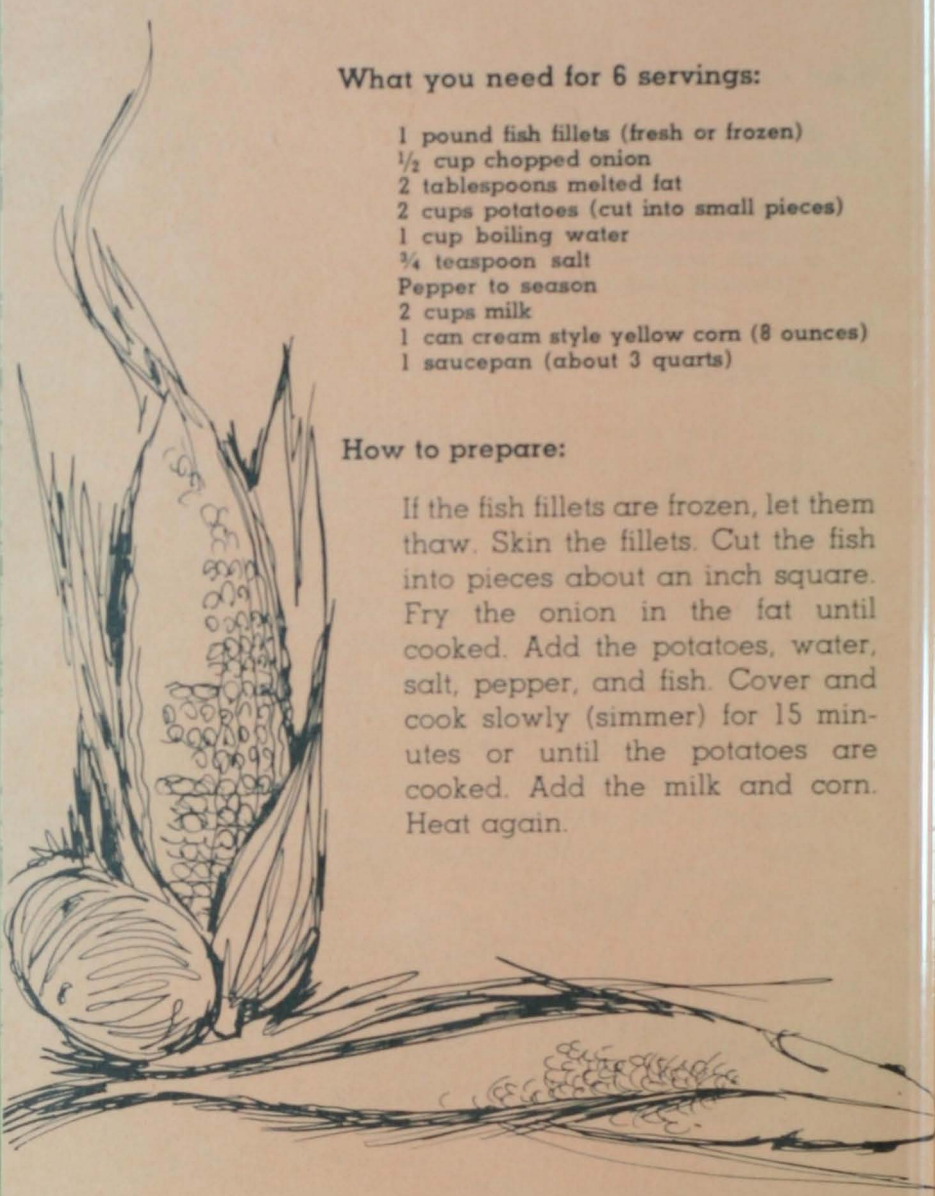 What you need for 6 servings:
1 pound fish fillets (fresh or frozen)
½ cup chopped onion
2 tablespoons melted fat
2 cups potatoes (cut into small pieces)
1 cup boiling water
¾ teaspoon salt
Pepper to season
2 cups milk
1 can cream style yellow corn (8 ounces)
1 saucepan (about 3 quarts)
How to prepare:
If the fish fillets are frozen, let them
thaw. Skin the fillets. Cut the fish
into pieces about an inch square.
Fry the onion in the fat until
cooked. Add the potatoes, water,
salt, pepper, and fish. Cover and
cook slowly (simmer) for 15 min-
utes or until the potatoes are
cooked. Add the milk and corn.
Heat again.